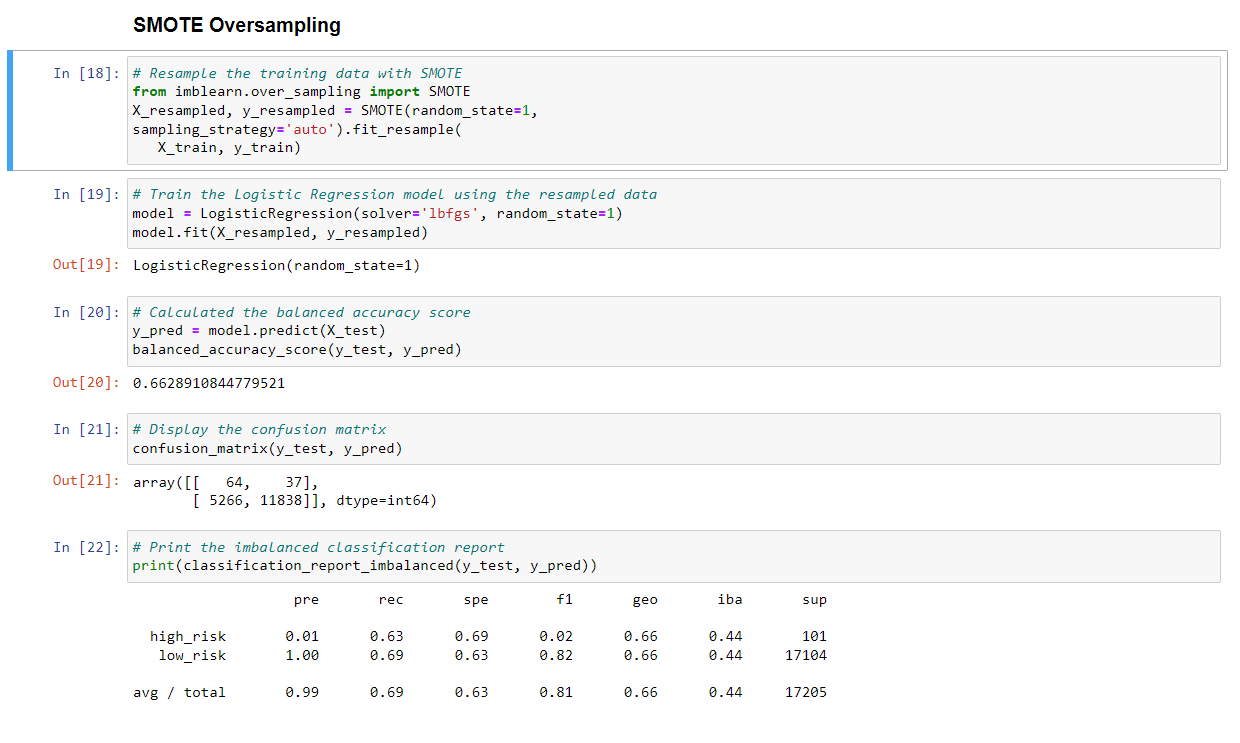 SMOTE Oversampling
In [18]: # Resample the training data with SMOTE
from imblearn.over_sampling import SMOTE
X_resampled, y_resampled = SMOTE(random_state=1,
sampling_strategy='auto').fit_resample(
   X_train, y_train)
In [19]: # Train the Logistic Regression model using the resampled data
model = LogisticRegression(solver='lbfgs', random_state=1)
model.fit(X_resampled, y_resampled)
Out[19]: LogisticRegression(random_state=1)
In [20]: # Calculated the balanced accuracy score
y_pred = model.predict(X_test)
balanced_accuracy_score(y_test, y_pred)
Out[20]: 0.6628910844779521
In [21]: # Display the confusion matrix
confusion_matrix(y_test, y_pred)
Out[21]: array([[   64,    37],
       [ 5266, 11838]], dtype=int64)
In [22]: # Print the imbalanced classification report
print(classification_report_imbalanced(y_test, y_pred))
                   pre       rec       spe        f1       geo       iba       sup
  high_risk       0.01      0.63      0.69      0.02      0.66      0.44       101
   low_risk       1.00      0.69      0.63      0.82      0.66      0.44     17104
avg / total       0.99      0.69      0.63      0.81      0.66      0.44     17205